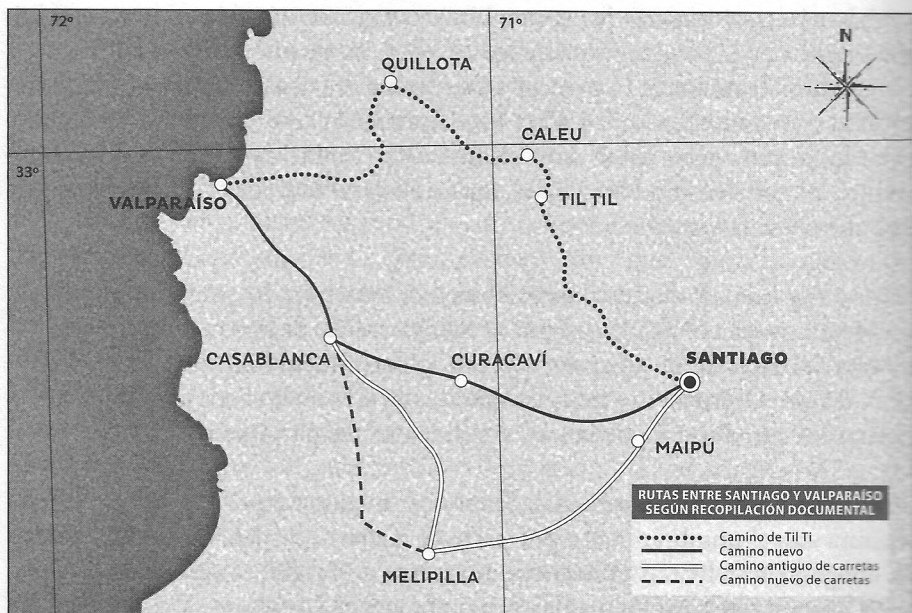 72°
71°
N
QUILLOTA
CALEU
33°
VALPARAÍSO
TIL TIL
CASABLANCA
CURACAVÍ
SANTIAGO
MAIPÚ
MELIPILLA
RUTAS ENTRE SANTIAGO Y VALPARAÍSO
SEGÚN RECOPILACIÓN DOCUMENTAL
Camino de Til Ti
Camino nuevo
Camino antiguo de carretas
Camino nuevo de carretas